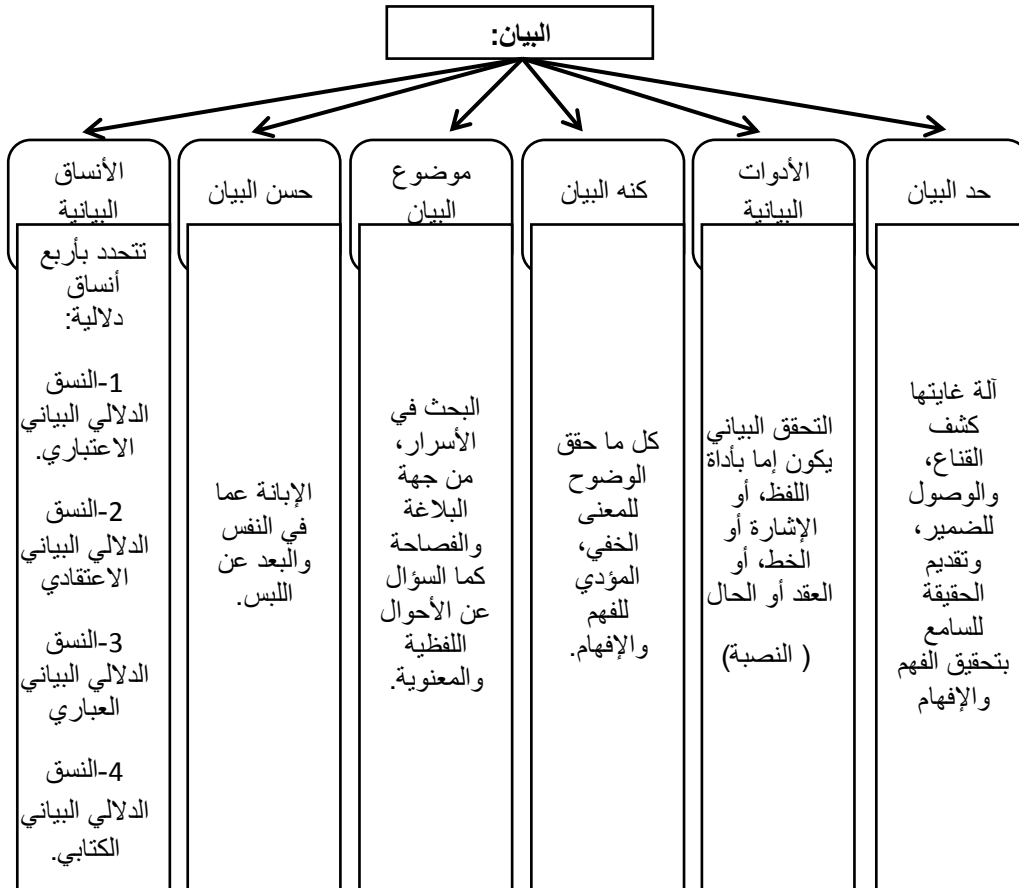 البيان:
حد البيان
آلة غايتها
كشف
القناع،
والوصول
للضمير،
وتقديم
الحقيقة
للسامع
بتحقيق الفهم
والإفهام
الأدوات
البيانية
التحقق البياني
يكون إما بأداة
اللفظ، أو
الإشارة أو
الخط، أو
العقد أو الحال
( النصبة)
كنه البيان
كل ما حقق
الوضوح
للمعنى
الخفي،
المؤدي
للفهم
والإفهام.
موضوع
البيان
البحث في
الأسرار،
من جهة
البلاغة
والفصاحة
كما السؤال
عن الأحوال
اللفظية
والمعنوية.
حسن البيان
الإبانة عما
في النفس
والبعد عن
اللبس.
الأنساق
البيانية
تتحدد بأربع
أنساق
دلالية:
1-النسق
الدلالي البياني
الاعتباري.
2-النسق
الدلالي البياني
الاعتقادي
3-النسق
الدلالي البياني
العباري
4-النسق
الدلالي البياني
الكتابي.